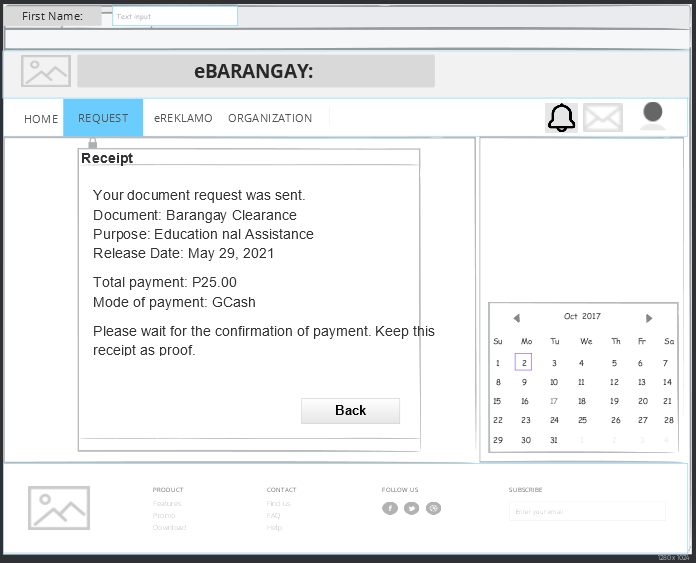 First Name:
Text input
eBARANGAY:
HOME
REQUEST
eREKLAMO
ORGANIZATION
Receipt
Your document request was sent.
Document: Barangay Clearance
Purpose: Education nal Assistance
Release Date: May 29, 2021
Total payment: P25.00
Mode of payment: GCash
Please wait for the confirmation of payment. Keep this
receipt as proof.
Back
Oct 2017
Su Mo Tu We Th Fr Sa
1 2 3 4 5 6 7
8 9 10 11 12 13 14
15 16 17 18 19 20 21
22 23 24 25 26 27 28
29 30 31 1 2 3 4
PRODUCT
Features
Promo
Download
CONTACT
Find us
FAQ
Help
FOLLOW US
SUBSCRIBE
Enter your email
1280 x 1024